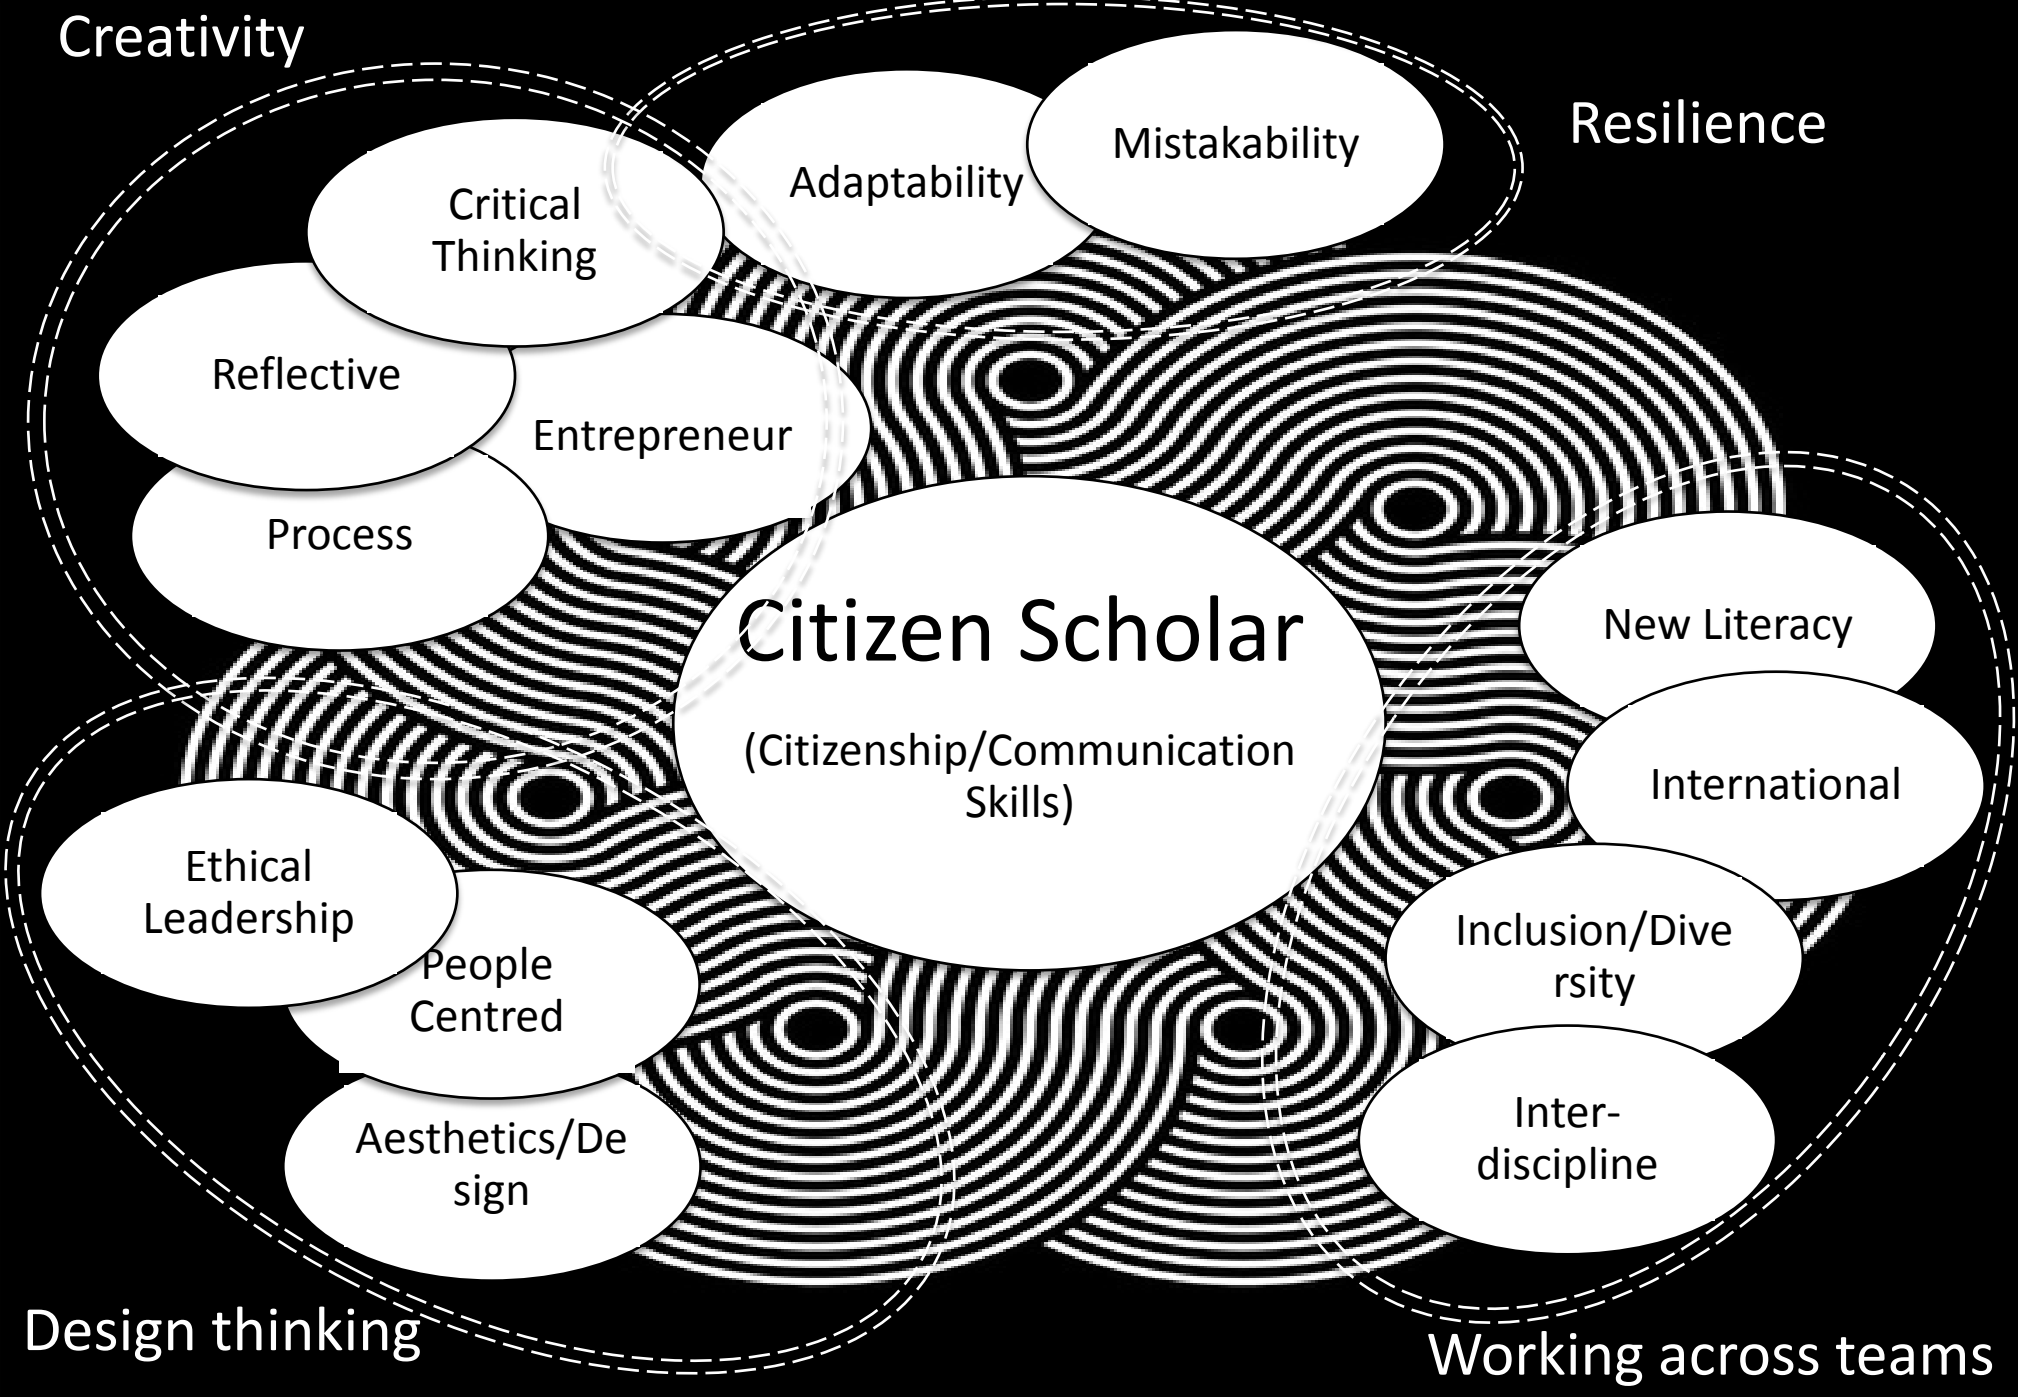 Creativity
Resilience
Critical
Thinking
Adaptability
Mistakability
Reflective
Entrepreneur
Process
Citizen Scholar
(Citizenship/Communication
Skills)
New Literacy
International
Inclusion/Dive
rsity
Inter-
discipline
Ethical
Leadership
People
Centred
Aesthetics/De
sign
Design thinking
Working across teams